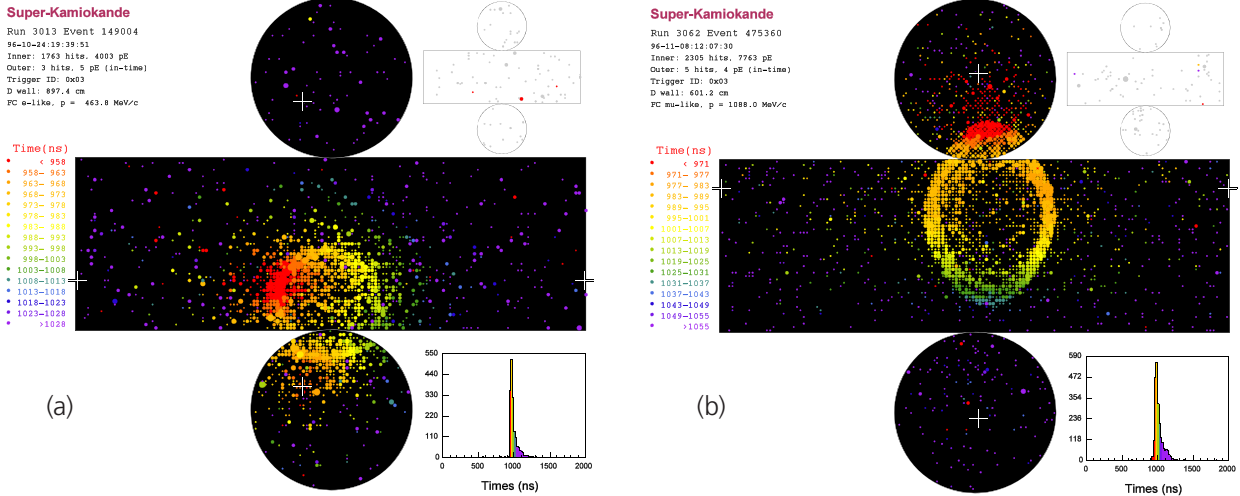 Super-Kamiokande
Run 3013 Event 149004
96-10-24:19:39:51
Inner: 1763 hits, 4003 pE
Outer: 3 hits, 5 pE (in-time)
Trigger ID: 0x03
D wall: 897.4 cm
FC e-like, p = 463.8 MeV/c
Time(ns)
< 958
958- 963
963- 968
968- 973
973- 978
978- 983
983- 988
988- 993
993- 998
998-1003
1003-1008
1008-1013
1013-1018
1018-1023
1023-1028
>1028
(a)
550
440
330
220
110
0
0
500
1000
1500
2000
Times (ns)
Super-Kamiokande
Run 3062 Event 475360
96-11-08:12:07:30
Inner: 2305 hits, 7763 pE
Outer: 5 hits, 4 pE (in-time)
Trigger ID: 0x03
D wall: 601.2 cm
FC mu-like, p = 1088.0 MeV/c
Time(ns)
< 971
971- 977
977- 983
983- 989
989- 995
995-1001
1001-1007
1007-1013
1013-1019
1019-1025
1025-1031
1031-1037
1037-1043
1043-1049
1049-1055
>1055
(b)
590
472
354
236
118
0
0
500
1000
1500
2000
Times (ns)